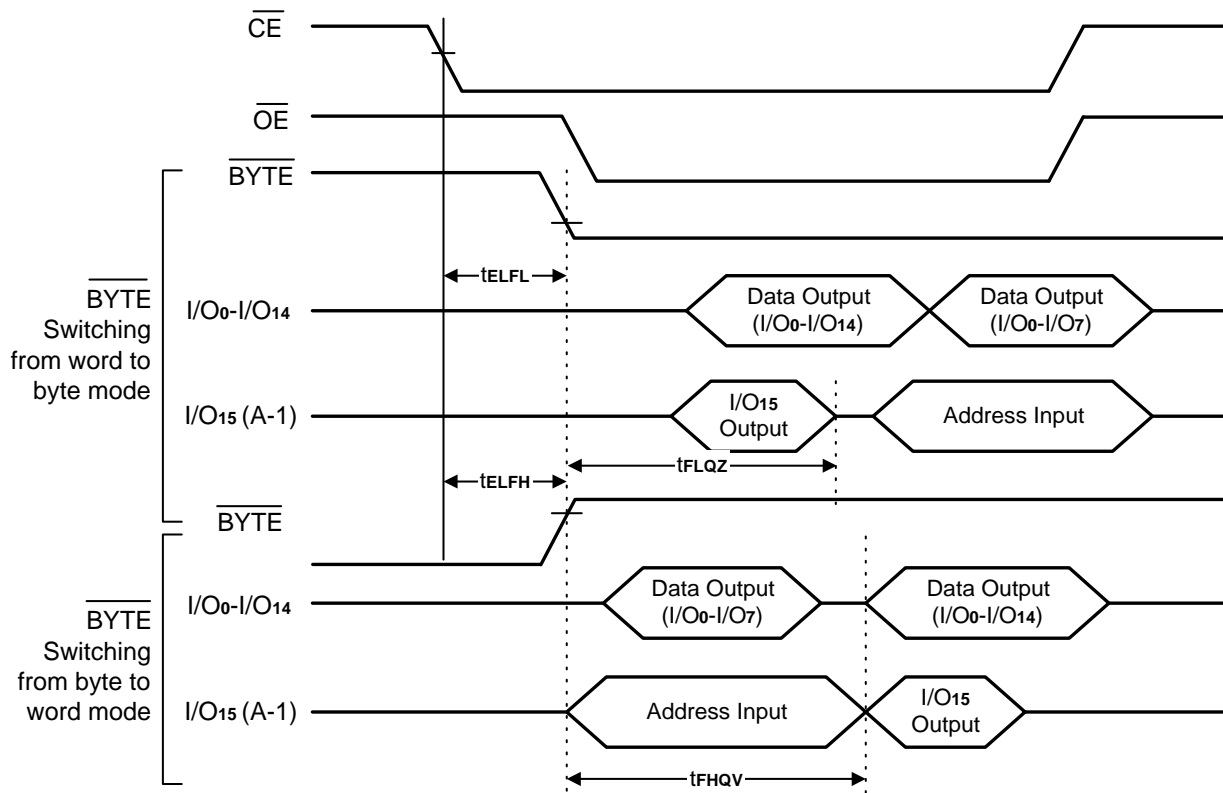 CE
OE
BYTE
BYTE
Switching
from word to
byte mode
tELFL
I/O0-I/O14
Data Output
(I/O0-I/O14)
Data Output
(I/O0-I/O7)
I/O15 (A-1)
I/O15
Output
Address Input
tFLQZ
tELFH
BYTE
BYTE
Switching
from byte to
word mode
I/O0-I/O14
Data Output
(I/O0-I/O7)
Data Output
(I/O0-I/O14)
I/O15 (A-1)
Address Input
I/O15
Output
tFHQV